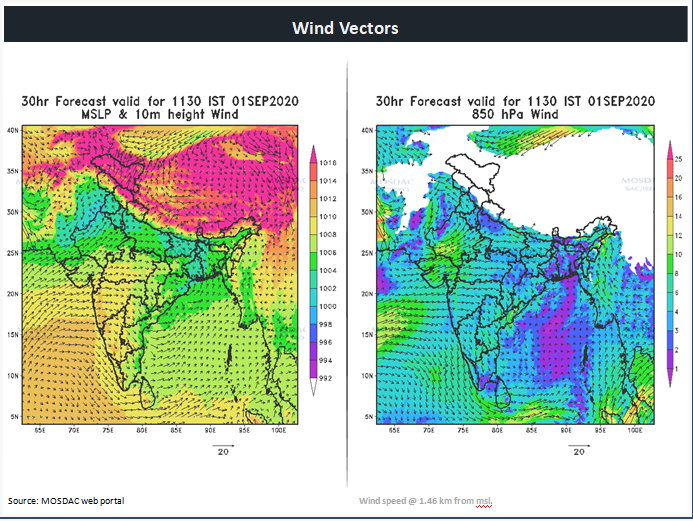 Wind Vectors
30hr Forecast valid for 1130 IST 01SEP2020
MSLP & 10m height Wind
40N
35N
30N
25N
20N
15N
10N
5N
65E 70E 75E 80E 85E 90E 95E 100E
20
1016
1014
1012
1010
1008
1006
1004
1002
1000
998
996
994
992
30hr Forecast valid for 1130 IST 01SEP2020
850 hPa Wind
40N
35N
30N
25N
20N
15N
10N
5N
65E 70E 75E 80E 85E 90E 95E 100E
20
MOSDAC
25
20
16
14
12
10
8
6
4
3
2
1
Source: MOSDAC web portal
Wind speed @ 1.46 km from msl.